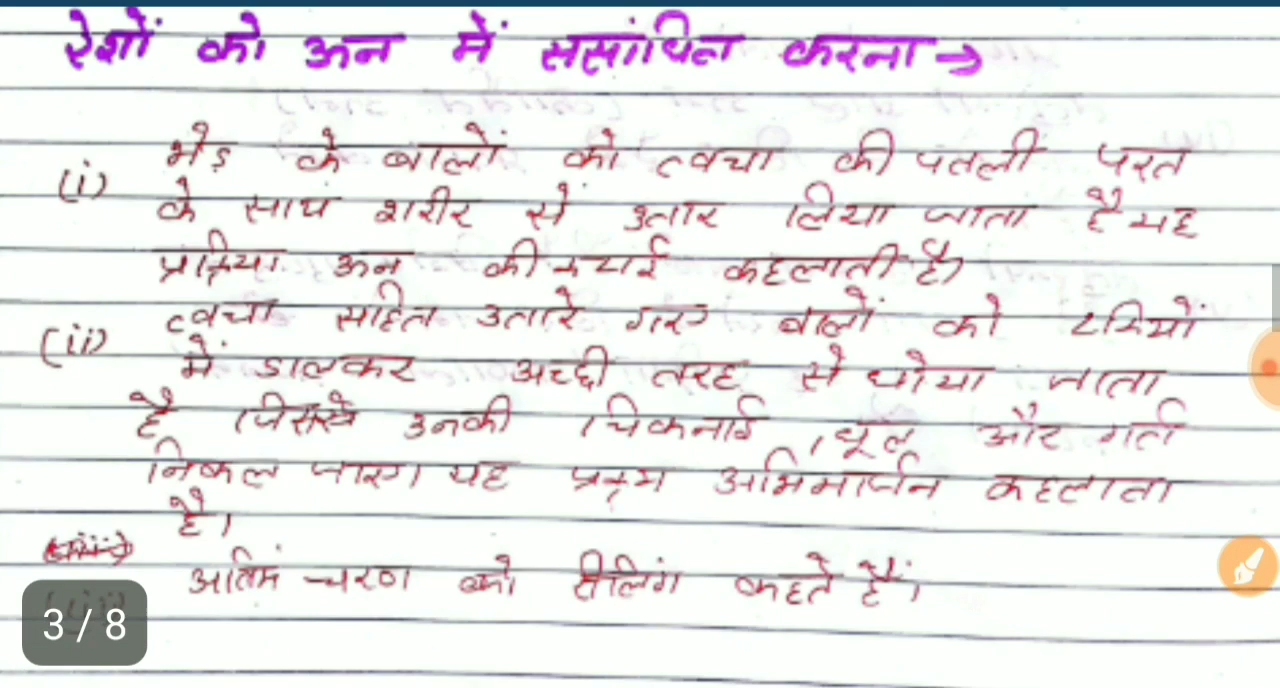 रेशों को ऊन में संसाधित करना →
(i) भेड़ के बालों को त्वचा की पतली परत
के साथ शरीर से उतार लिया जाता है यह
प्रक्रिया ऊन की कटाई कहलाती है।
(ii) त्वचा सहित उतारे गए बालों को टंकियों
में डालकर अच्छी तरह से धोया जाता
है जिससे उनकी चिकनाई, धूल और गर्त
निकल जाए। यह प्रक्रम अभिमार्जन कहलाता
है।
अंतिम चरण को रीलिंग कहते हैं।
3 / 8